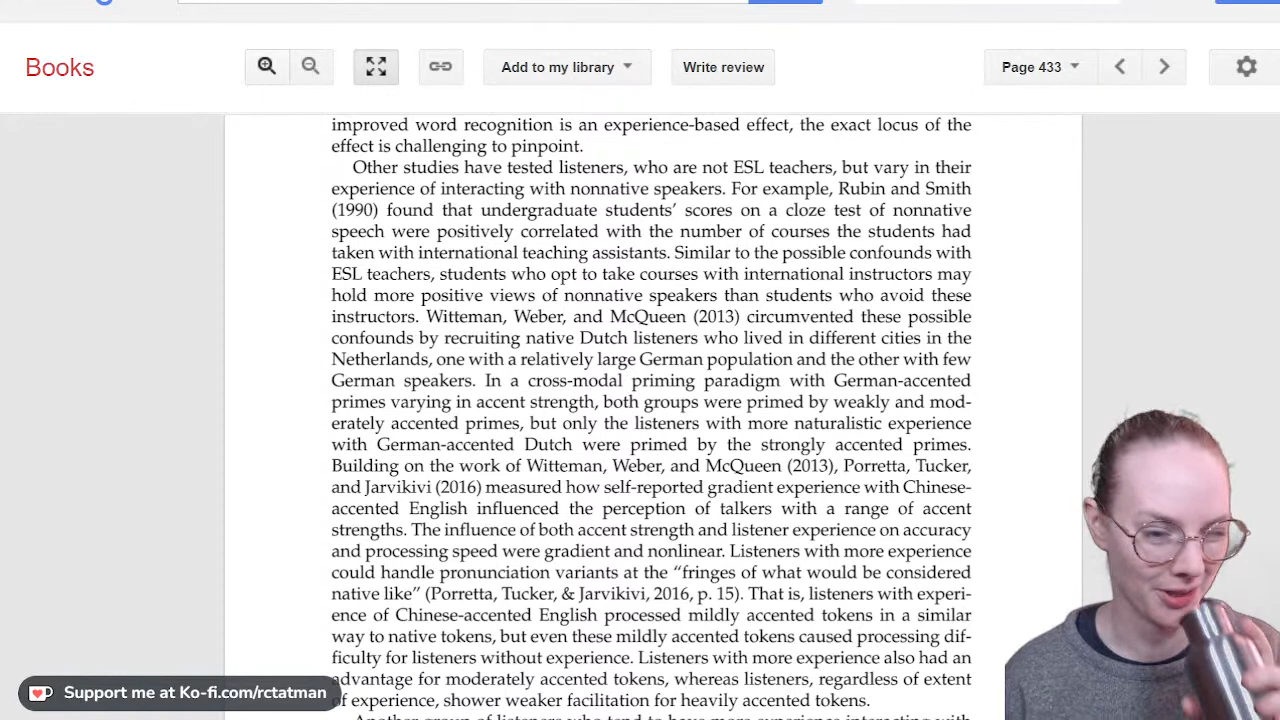 Books
Add to my library
Write review
Page 433
improved word recognition is an experience-based effect, the exact locus of the
effect is challenging to pinpoint.
Other studies have tested listeners, who are not ESL teachers, but vary in their
experience of interacting with nonnative speakers. For example, Rubin and Smith
(1990) found that undergraduate students' scores on a cloze test of nonnative
speech were positively correlated with the number of courses the students had
taken with international teaching assistants. Similar to the possible confounds with
ESL teachers, students who opt to take courses with international instructors may
hold more positive views of nonnative speakers than students who avoid these
instructors. Witteman, Weber, and McQueen (2013) circumvented these possible
confounds by recruiting native Dutch listeners who lived in different cities in the
Netherlands, one with a relatively large German population and the other with few
German speakers. In a cross-modal priming paradigm with German-accented
primes varying in accent strength, both groups were primed by weakly and mod-
erately accented primes, but only the listeners with more naturalistic experience
with German-accented Dutch were primed by the strongly accented primes.
Building on the work of Witteman, Weber, and McQueen (2013), Porretta, Tucker,
and Jarvikivi (2016) measured how self-reported gradient experience with Chinese-
accented English influenced the perception of talkers with a range of accent
strengths. The influence of both accent strength and listener experience on accuracy
and processing speed were gradient and nonlinear. Listeners with more experience
could handle pronunciation variants at the “fringes of what would be considered
native like” (Porretta, Tucker, & Jarvikivi, 2016, p. 15). That is, listeners with experi-
ence of Chinese-accented English processed mildly accented tokens in a similar
way to native tokens, but even these mildly accented tokens caused processing dif-
ficulty for listeners without experience. Listeners with more experience also had an
advantage for moderately accented tokens, whereas listeners, regardless of extent
of experience, shower weaker facilitation for heavily accented tokens.
Another group of listeners who tend to have more experience interacting with
Support me at Ko-fi.com/rctatman